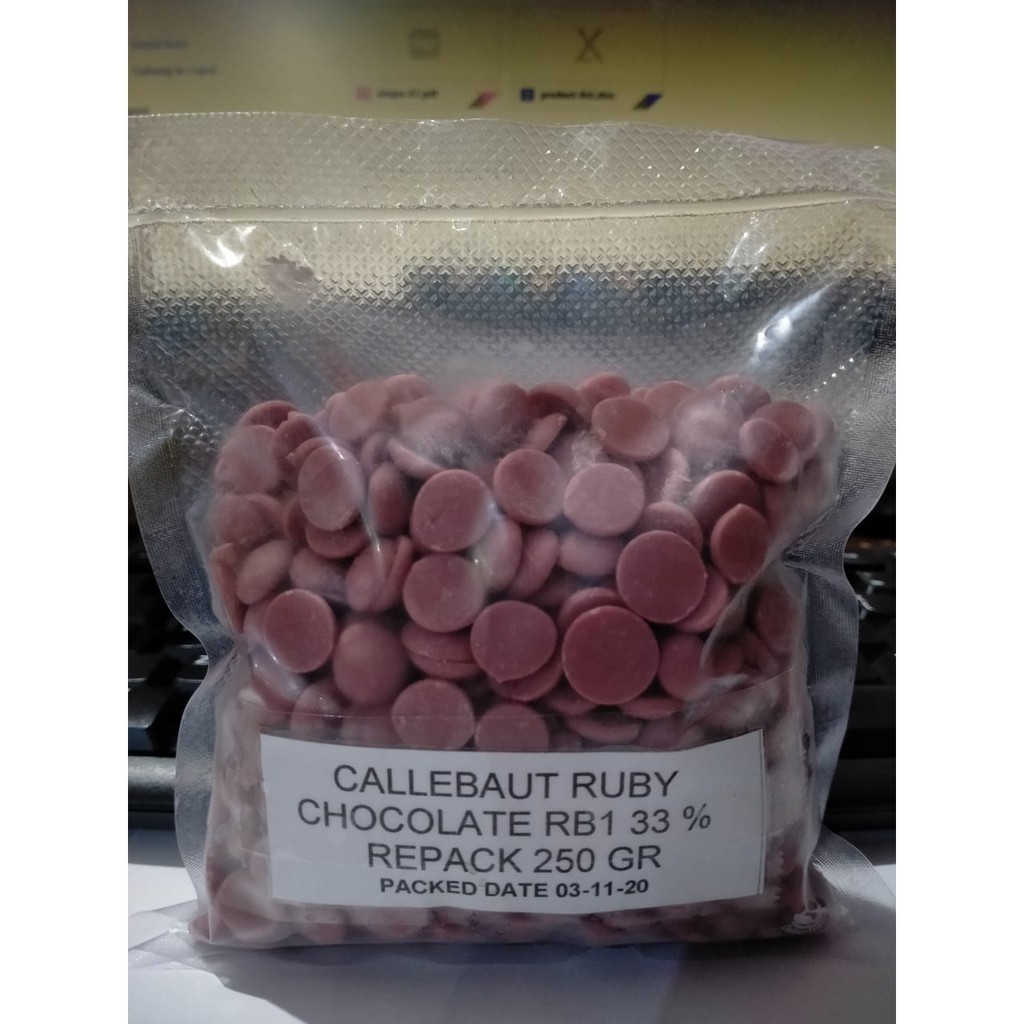 CALLEBAUT RUBY
CHOCOLATE RB1 33 %
REPACK 250 GR
PACKED DATE 03-11-20